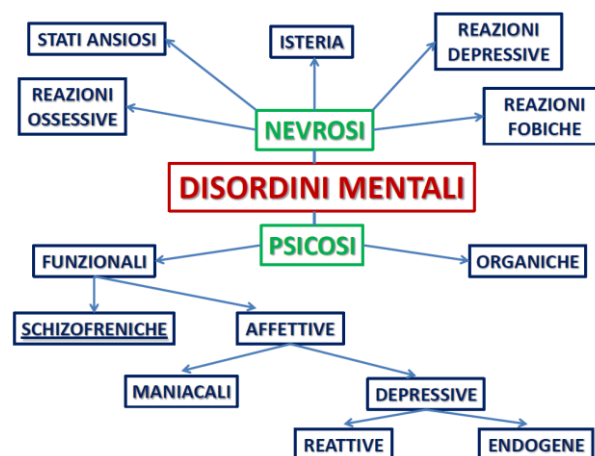 STATI ANSIOSI
ISTERIA
REAZIONI
DEPRESSIVE
REAZIONI
OSSESSIVE
REAZIONI
FOBICHE
NEVROSI
DISORDINI MENTALI
PSICOSI
FUNZIONALI
ORGANICHE
SCHIZOFRENICHE
AFFETTIVE
MANIACALI
DEPRESSIVE
REATTIVE
ENDOGENE